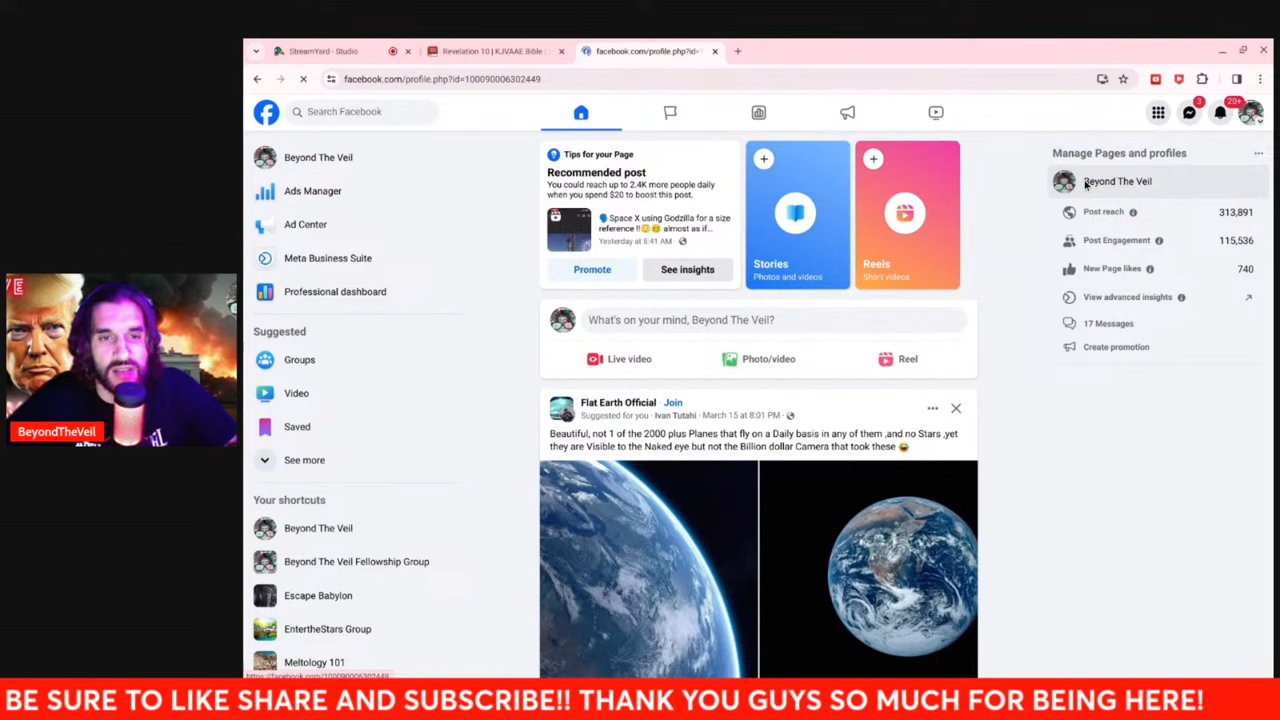 StreamYard - Studio
Revelation 10 | KJVAAE Bible |
facebook.com/profile.php?id=1
facebook.com/profile.php?id=100090006302449
Search Facebook
3
20+
Beyond The Veil
Ads Manager
Ad Center
Meta Business Suite
Professional dashboard
Suggested
Groups
Video
Saved
See more
Your shortcuts
Beyond The Veil
Beyond The Veil Fellowship Group
Escape Babylon
EntertheStars Group
Meltology 101
https://facebook.com/100090006302449
Tips for your Page
Recommended post
You could reach up to 2.4K more people daily
when you spend $20 to boost this post.
Space X using Godzilla for a size
reference !! almost as if...
Yesterday at 8:41 AM ·
Promote
See insights
Stories
Photos and videos
Reels
Short videos
What's on your mind, Beyond The Veil?
Live video
Photo/video
Reel
Flat Earth Official · Join
Suggested for you · Ivan Tutahi · March 15 at 8:01 PM ·
Beautiful, not 1 of the 2000 plus Planes that fly on a Daily basis in any of them ,and no Stars ,yet
they are Visible to the Naked eye but not the Billion dollar Camera that took these 😂
Manage Pages and profiles
Beyond The Veil
Post reach
313,891
Post Engagement
115,536
New Page likes
740
View advanced insights
17 Messages
Create promotion
BeyondTheVeil
BE SURE TO LIKE SHARE AND SUBSCRIBE!! THANK YOU GUYS SO MUCH FOR BEING HERE!